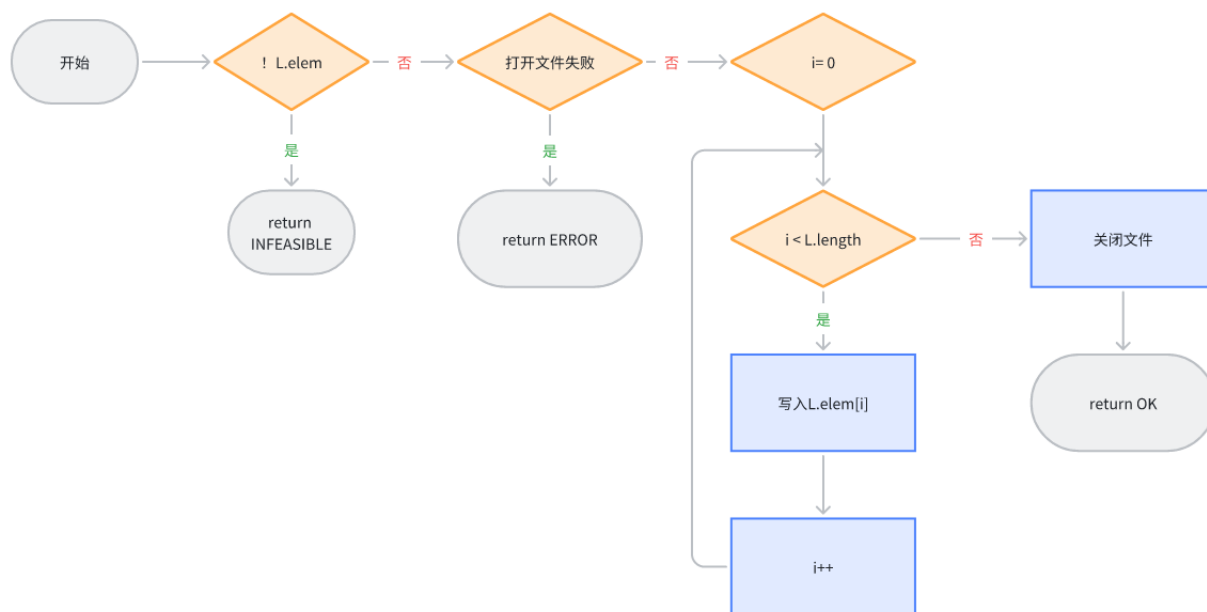 开始
！L.elem
否
打开文件失败
否
i= 0
是
是
return
INFEASIBLE
return ERROR
i < L.length
否
关闭文件
是
写入L.elem[i]
return OK
i++